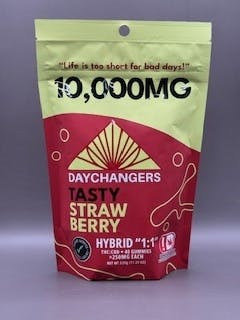 "Life is too short for bad days!"
10,000MG
DAYCHANGERS
TASTY
STRAW
BERRY
HYBRID "1:1"
THC:CBD • 40 GUMMIES
≈250MG EACH